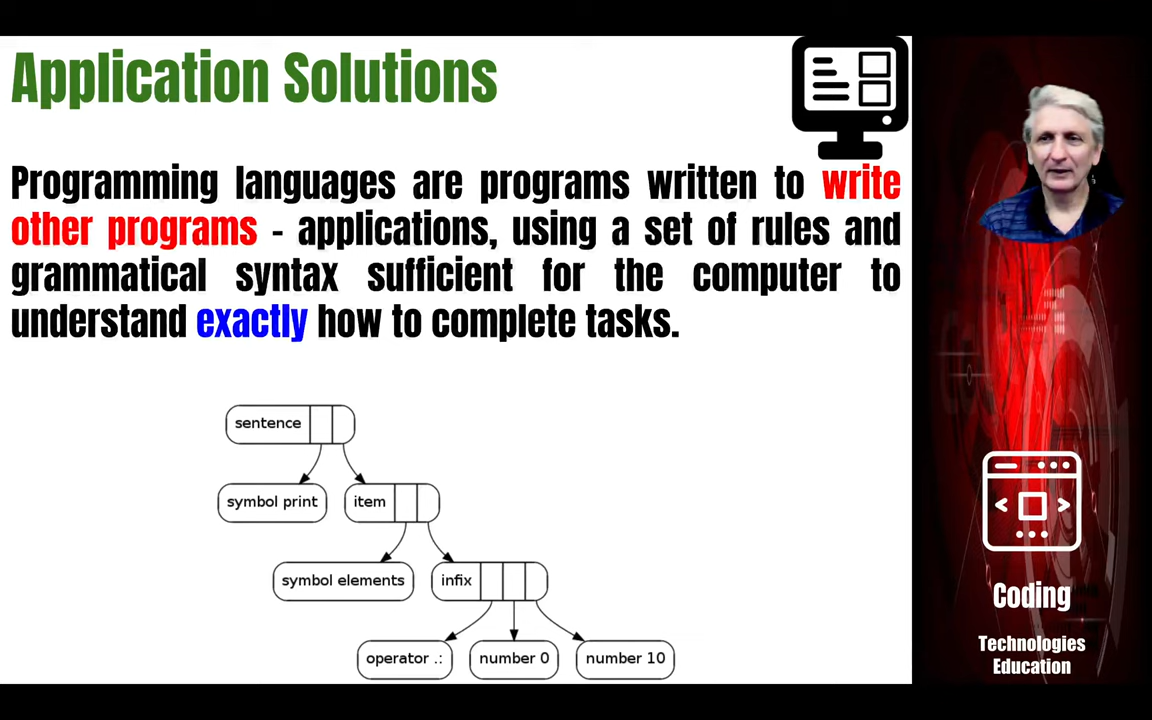 Application Solutions
Programming languages are programs written to write
other programs - applications, using a set of rules and
grammatical syntax sufficient for the computer to
understand exactly how to complete tasks.
sentence
symbol print
item
symbol elements
infix
operator .:
number 0
number 10
Coding
Technologies
Education